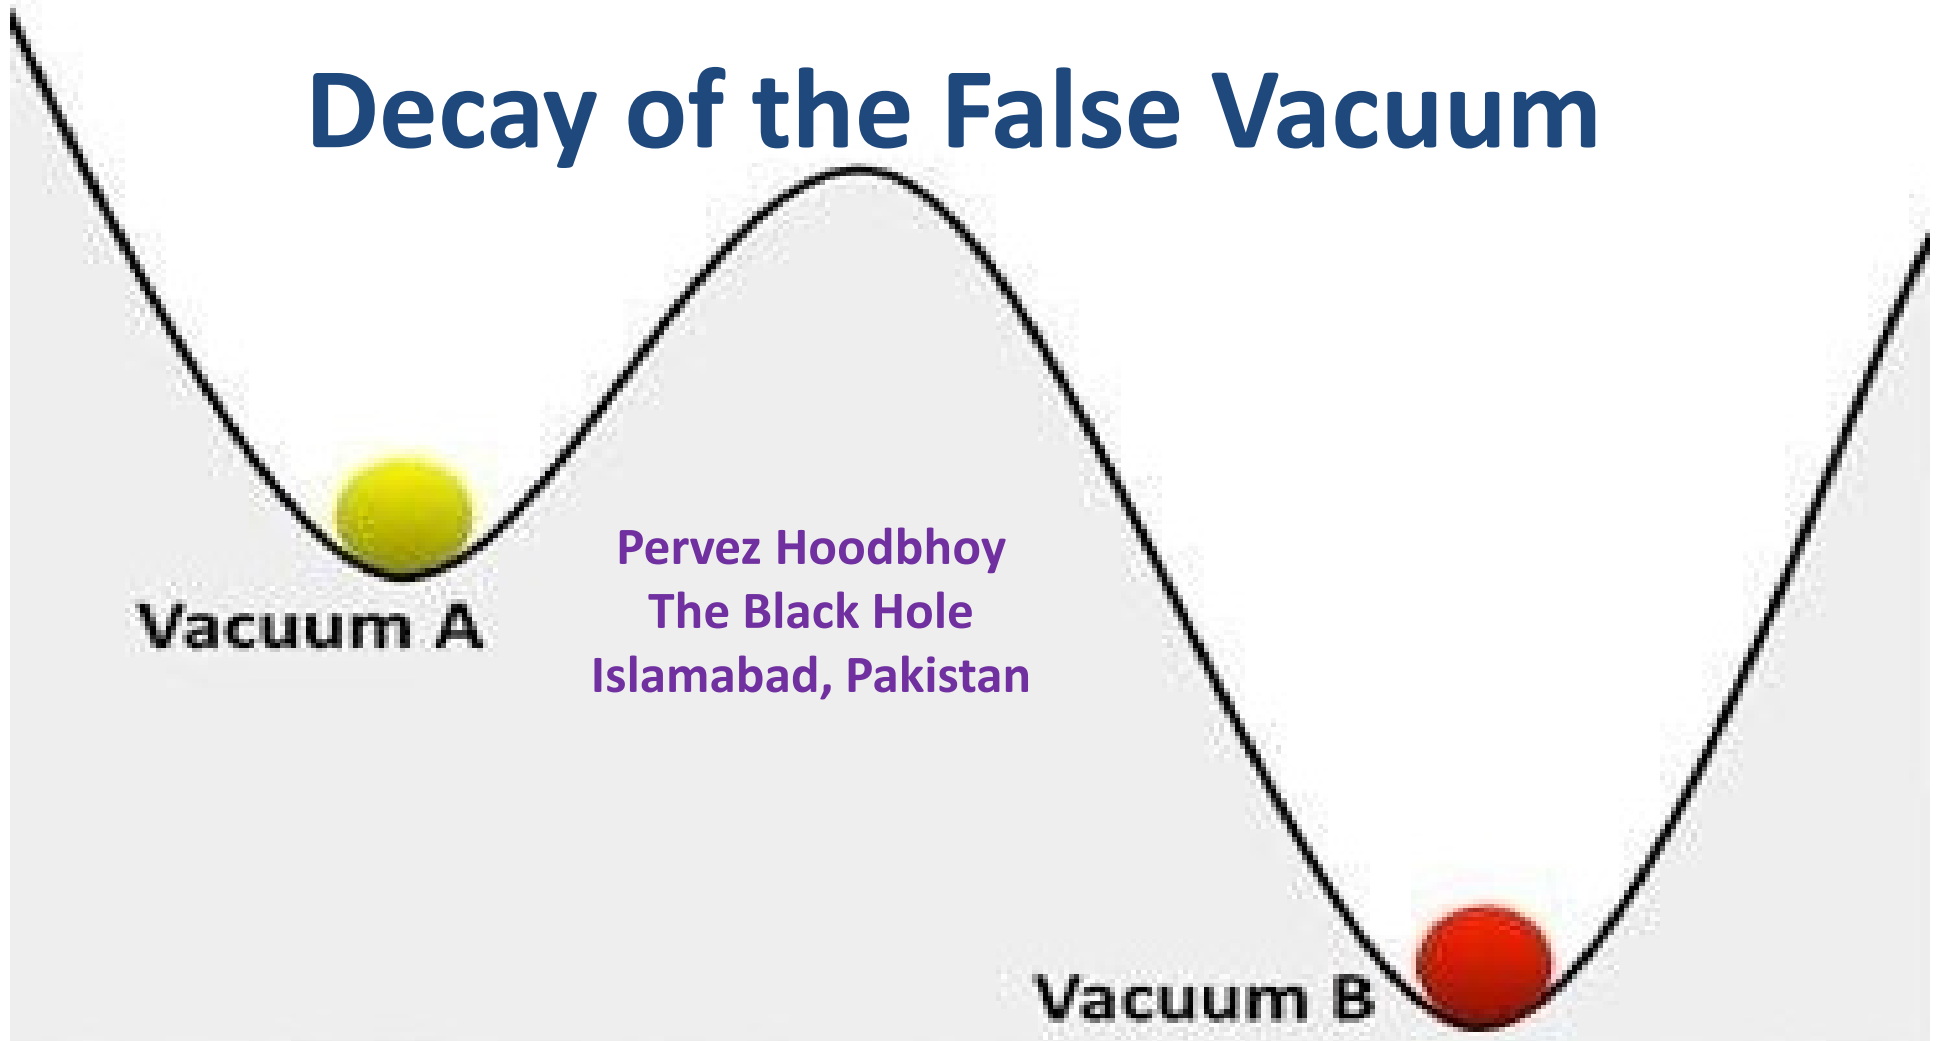 Decay of the False Vacuum
Pervez Hoodbhoy
The Black Hole
Islamabad, Pakistan
Vacuum A
Vacuum B